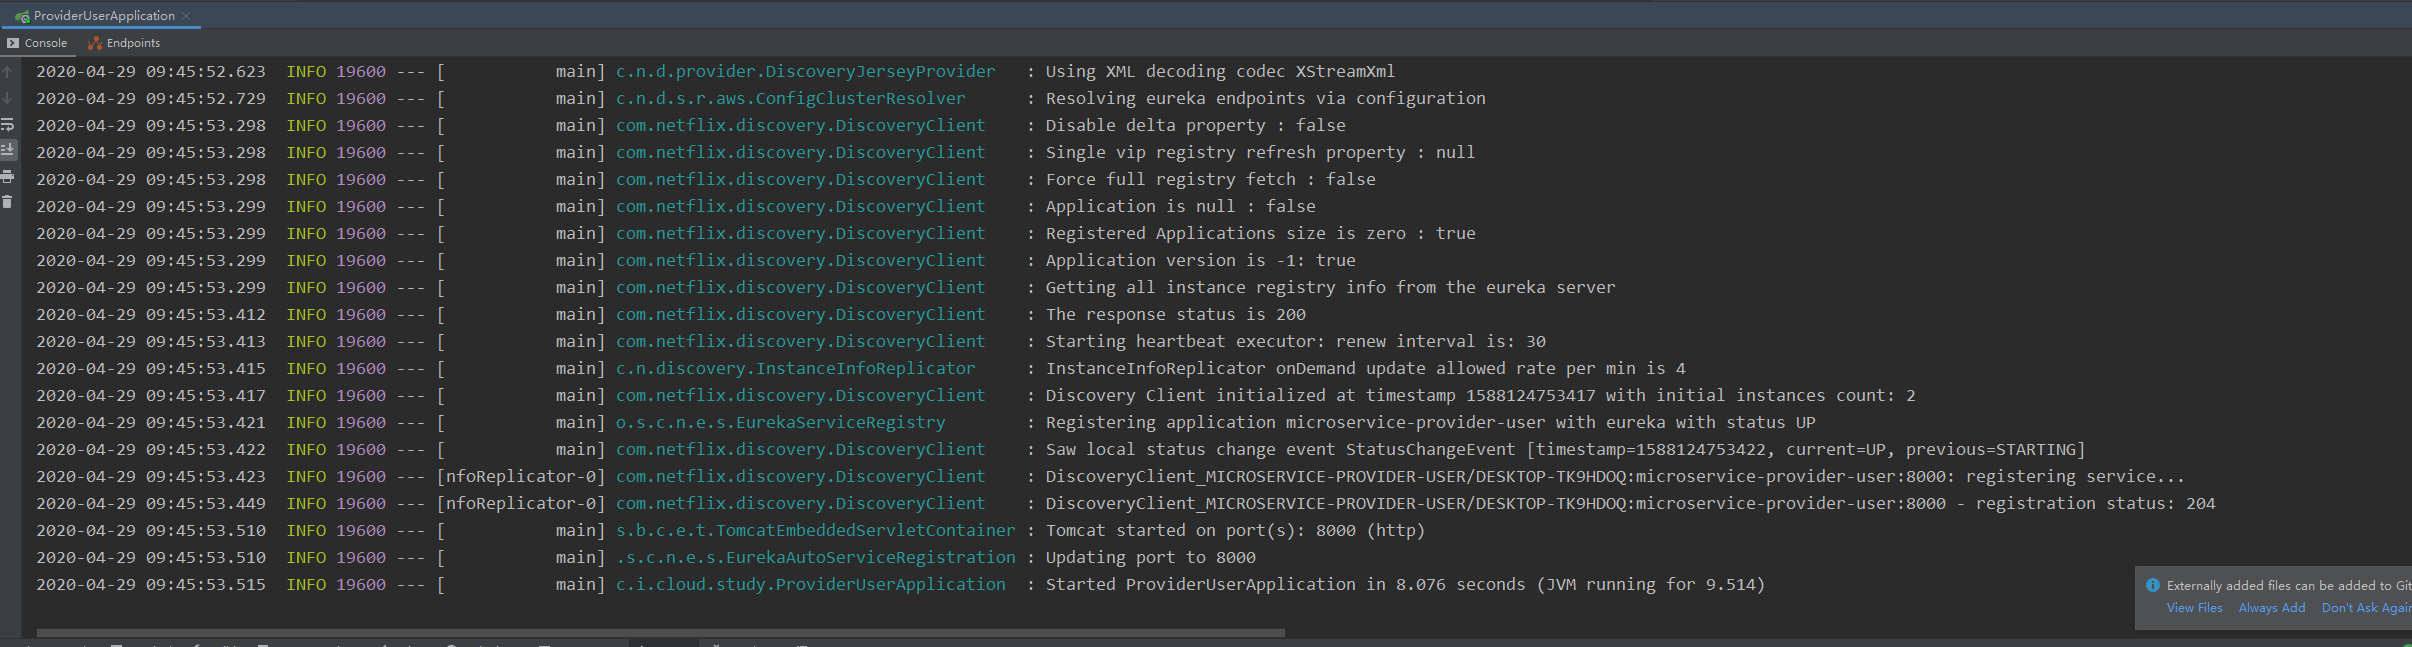 ProviderUserApplication
Console Endpoints
2020-04-29 09:45:52.623  INFO 19600 --- [           main] c.n.d.provider.DiscoveryJerseyProvider   : Using XML decoding codec XStreamXml
2020-04-29 09:45:52.729  INFO 19600 --- [           main] c.n.d.s.r.aws.ConfigClusterResolver      : Resolving eureka endpoints via configuration
2020-04-29 09:45:53.298  INFO 19600 --- [           main] com.netflix.discovery.DiscoveryClient    : Disable delta property : false
2020-04-29 09:45:53.298  INFO 19600 --- [           main] com.netflix.discovery.DiscoveryClient    : Single vip registry refresh property : null
2020-04-29 09:45:53.298  INFO 19600 --- [           main] com.netflix.discovery.DiscoveryClient    : Force full registry fetch : false
2020-04-29 09:45:53.299  INFO 19600 --- [           main] com.netflix.discovery.DiscoveryClient    : Application is null : false
2020-04-29 09:45:53.299  INFO 19600 --- [           main] com.netflix.discovery.DiscoveryClient    : Registered Applications size is zero : true
2020-04-29 09:45:53.299  INFO 19600 --- [           main] com.netflix.discovery.DiscoveryClient    : Application version is -1: true
2020-04-29 09:45:53.299  INFO 19600 --- [           main] com.netflix.discovery.DiscoveryClient    : Getting all instance registry info from the eureka server
2020-04-29 09:45:53.412  INFO 19600 --- [           main] com.netflix.discovery.DiscoveryClient    : The response status is 200
2020-04-29 09:45:53.413  INFO 19600 --- [           main] com.netflix.discovery.DiscoveryClient    : Starting heartbeat executor: renew interval is: 30
2020-04-29 09:45:53.415  INFO 19600 --- [           main] c.n.discovery.InstanceInfoReplicator     : InstanceInfoReplicator onDemand update allowed rate per min is 4
2020-04-29 09:45:53.417  INFO 19600 --- [           main] com.netflix.discovery.DiscoveryClient    : Discovery Client initialized at timestamp 1588124753417 with initial instances count: 2
2020-04-29 09:45:53.421  INFO 19600 --- [           main] o.s.c.n.e.s.EurekaServiceRegistry        : Registering application microservice-provider-user with eureka with status UP
2020-04-29 09:45:53.422  INFO 19600 --- [           main] com.netflix.discovery.DiscoveryClient    : Saw local status change event StatusChangeEvent [timestamp=1588124753422, current=UP, previous=STARTING]
2020-04-29 09:45:53.423  INFO 19600 --- [nfoReplicator-0] com.netflix.discovery.DiscoveryClient    : DiscoveryClient_MICROSERVICE-PROVIDER-USER/DESKTOP-TK9HDOQ:microservice-provider-user:8000: registering service...
2020-04-29 09:45:53.449  INFO 19600 --- [nfoReplicator-0] com.netflix.discovery.DiscoveryClient    : DiscoveryClient_MICROSERVICE-PROVIDER-USER/DESKTOP-TK9HDOQ:microservice-provider-user:8000 - registration status: 204
2020-04-29 09:45:53.510  INFO 19600 --- [           main] s.b.c.e.t.TomcatEmbeddedServletContainer : Tomcat started on port(s): 8000 (http)
2020-04-29 09:45:53.510  INFO 19600 --- [           main] .s.c.n.e.s.EurekaAutoServiceRegistration : Updating port to 8000
2020-04-29 09:45:53.515  INFO 19600 --- [           main] c.i.cloud.study.ProviderUserApplication  : Started ProviderUserApplication in 8.076 seconds (JVM running for 9.514)
Externally added files can be added to Git
View Files Always Add Don't Ask Again